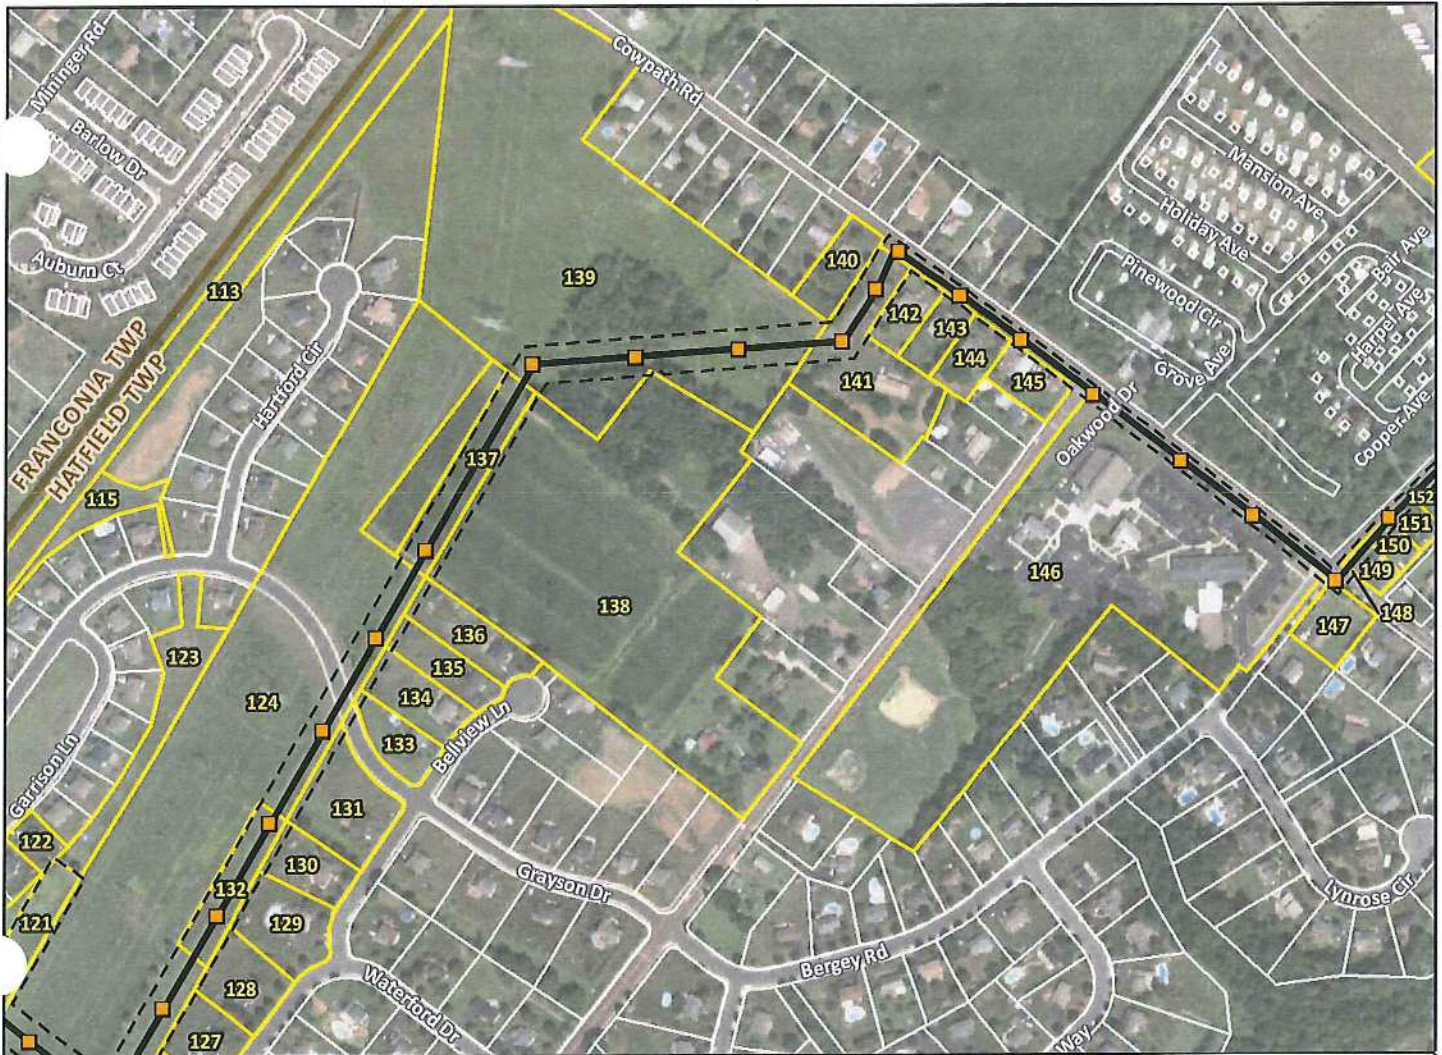 Cowpath Rd
Mininger Rd
Barlow Dr
Mansion Ave
Holiday Ave
Auburn Ct
Bair Ave
Pinewood Cir
Harpel Ave
113
139
140
142
143
144
141
145
Grove Ave
FRANCONIA TWP
HATFIELD TWP
Hartford Cir
Oakwood Dr
Cooper Ave
137
115
152
151
150
149
148
147
146
138
136
135
134
133
123
124
Bellview Ln
Garrison Ln
131
122
130
132
129
121
128
127
Grayson Dr
Lynrose Cir
Bergey Rd
Waterford Dr
Way